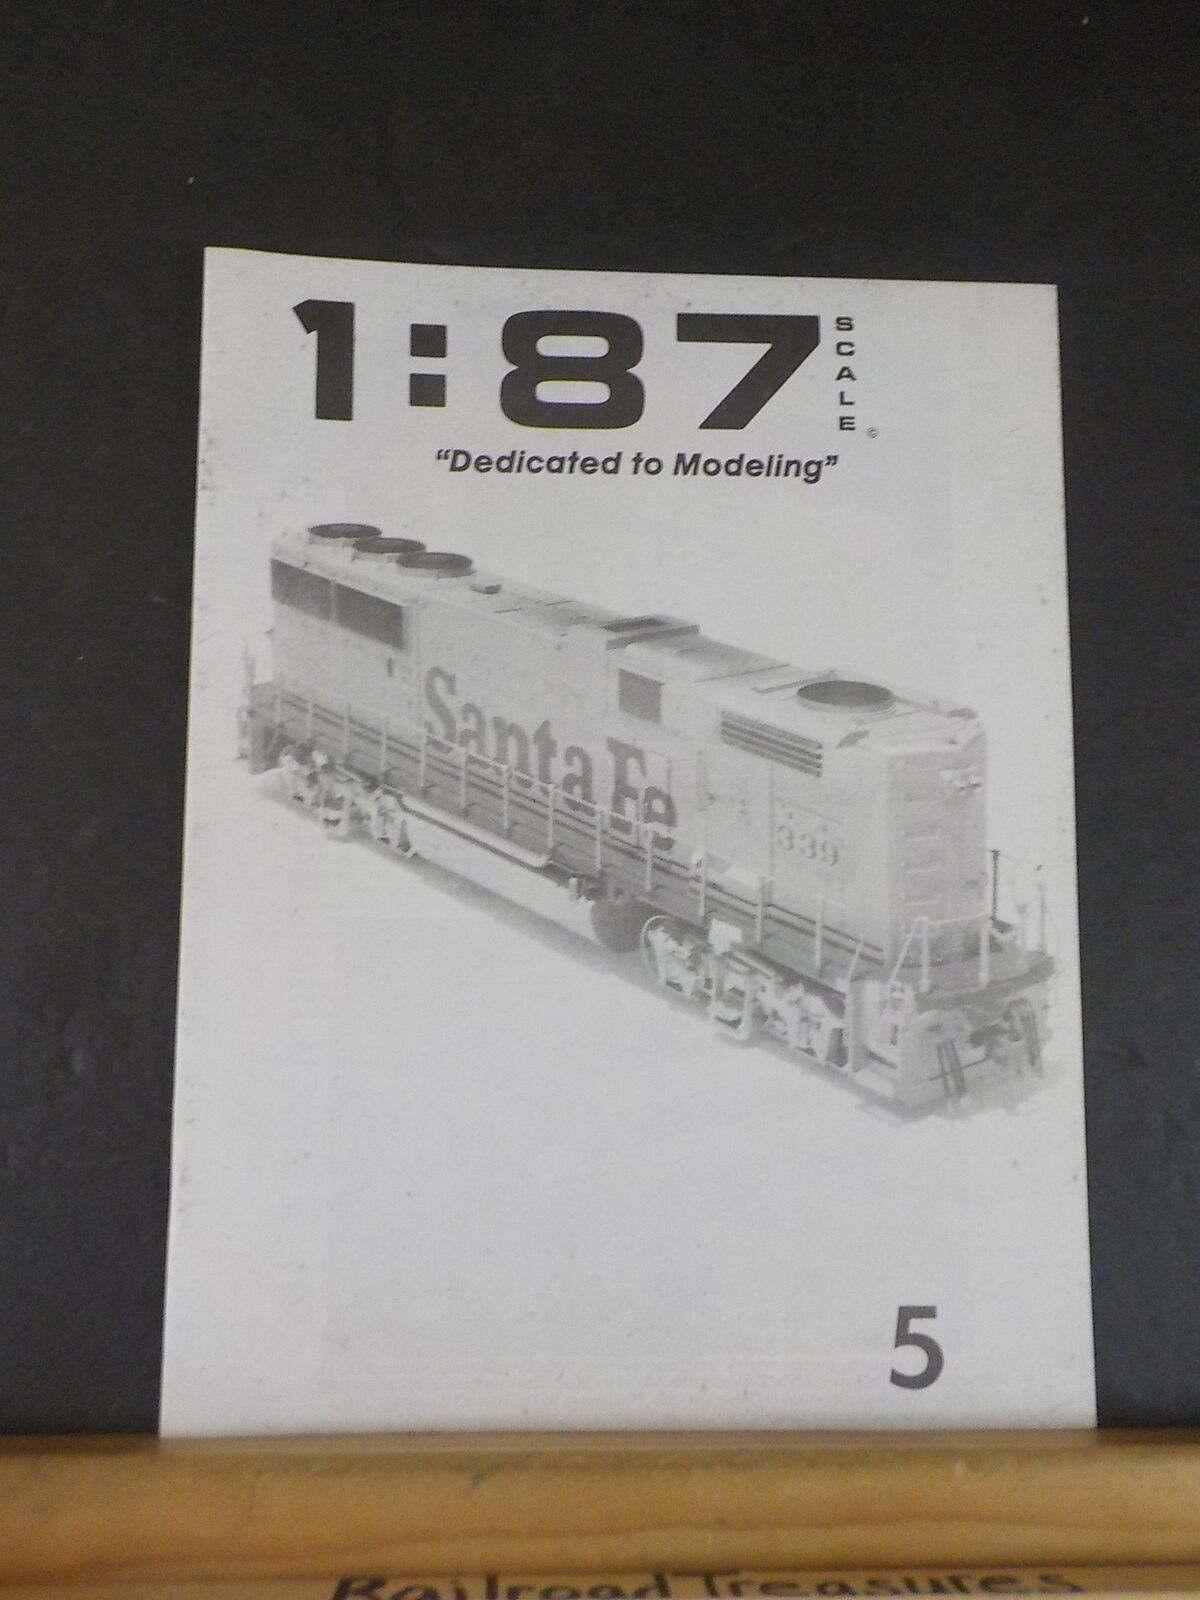 1:87
SCALE
©
"Dedicated to Modeling"
Santa Fe
339
5
Railroad Treasures